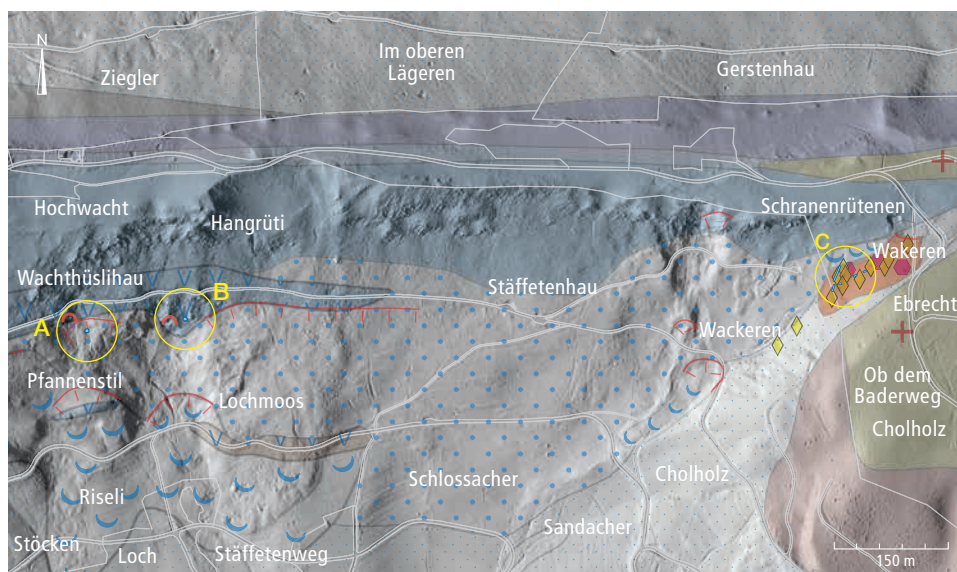 N
Im oberen
Lägeren
Ziegler
Gerstenhau
Hochwacht
Hangrüti
Schranenrütenen
Wachthüslihau
Stäffetenhau
C
Wakeren
A
B
Ebrecht
Wackeren
Pfannenstil
Lochmoos
Ob dem
Baderweg
Cholholz
Riseli
Schlossacher
Cholholz
Sandacher
Stöcken
Loch
Stäffetenweg
150 m